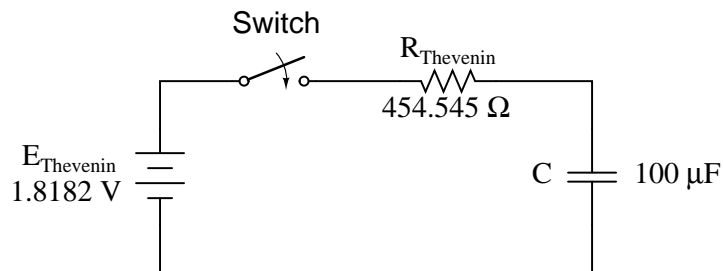 Switch
R_Thevenin
454.545 Ω
E_Thevenin
1.8182 V
C
100 μF